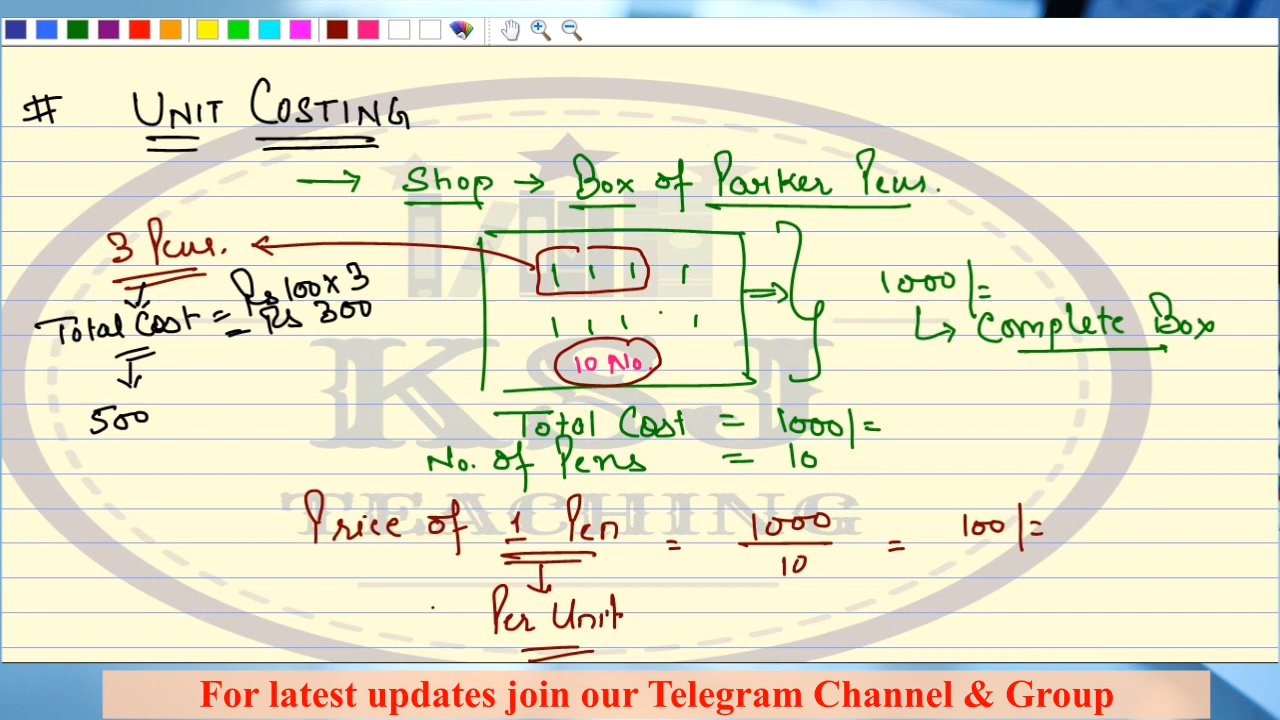 # UNIT COSTING
→ Shop → Box of Parker Pens.
3 Pens.
Total Cost = Rs 100 x 3
= Rs 300
500
10 No.
1000/=
↳ Complete Box
Total Cost = 1000/=
No. of Pens = 10
Price of 1 Pen = 1000/10 = 100/=
Per Unit
KSJ
TEACHING
For latest updates join our Telegram Channel & Group